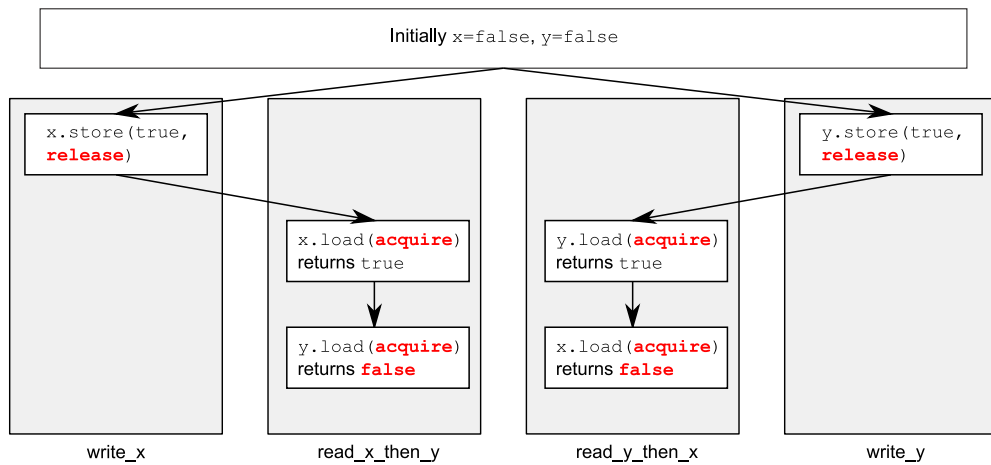 Initially x=false, y=false
x.store(true,
release)
y.store(true,
release)
x.load(acquire)
returns true
y.load(acquire)
returns true
y.load(acquire)
returns false
x.load(acquire)
returns false
write_x
read_x_then_y
read_y_then_x
write_y